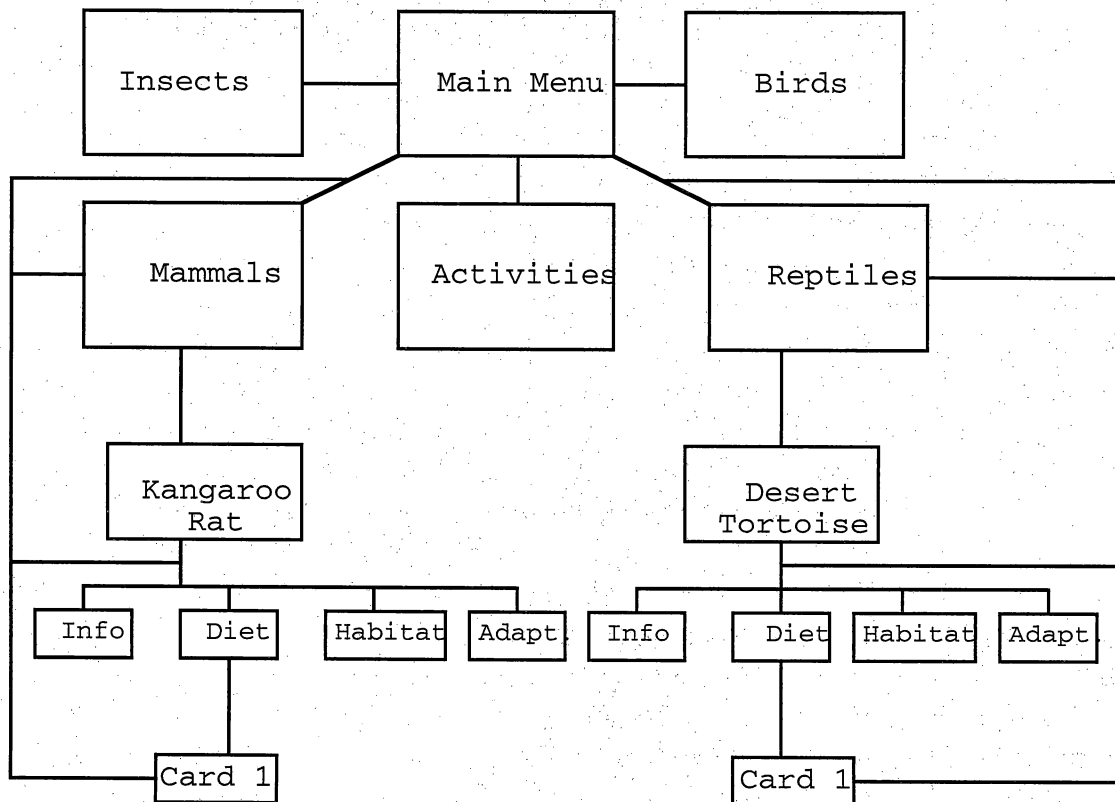 Insects
Main Menu
Birds
Mammals
Activities
Reptiles
Kangaroo
Rat
Desert
Tortoise
Info
Diet
Habitat
Adapt.
Info
Diet
Habitat
Adapt.
Card 1
Card 1